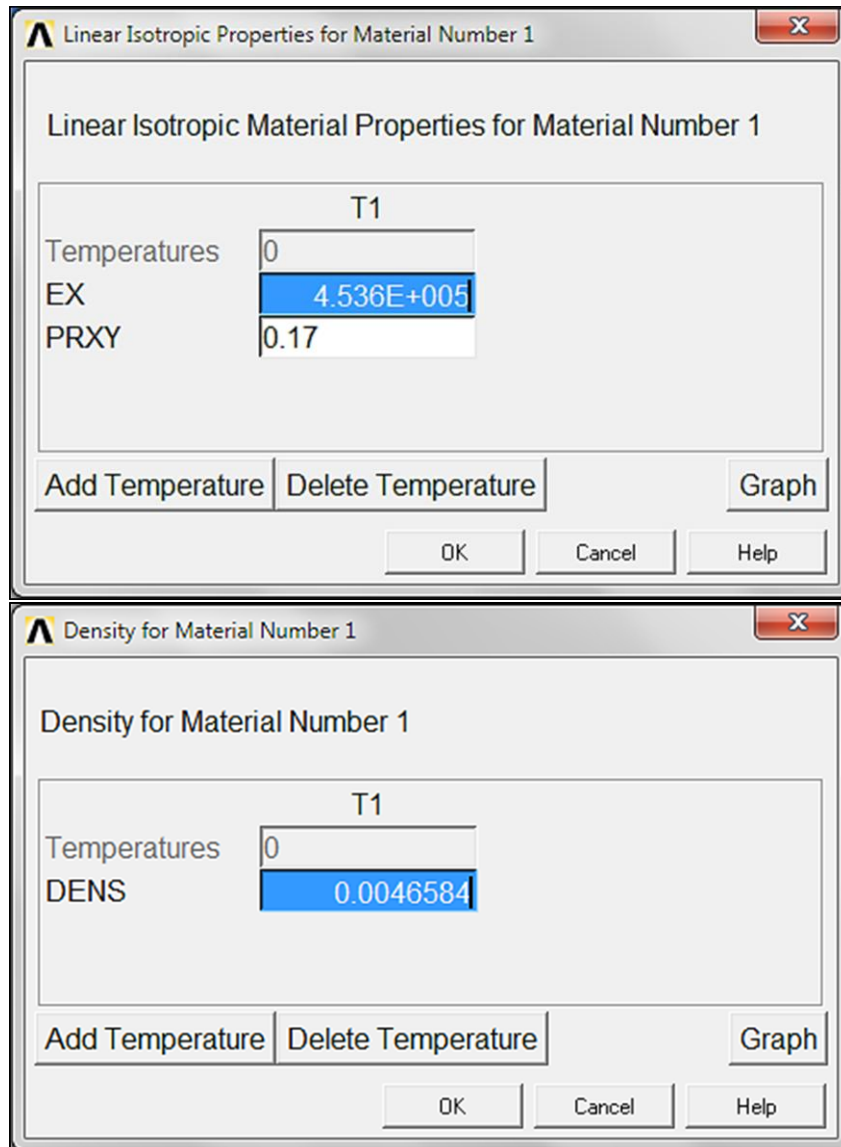 Linear Isotropic Properties for Material Number 1
Linear Isotropic Material Properties for Material Number 1
T1
Temperatures 0
EX 4.536E+005
PRXY 0.17
Add Temperature Delete Temperature Graph
OK Cancel Help
Density for Material Number 1
Density for Material Number 1
T1
Temperatures 0
DENS 0.0046584
Add Temperature Delete Temperature Graph
OK Cancel Help